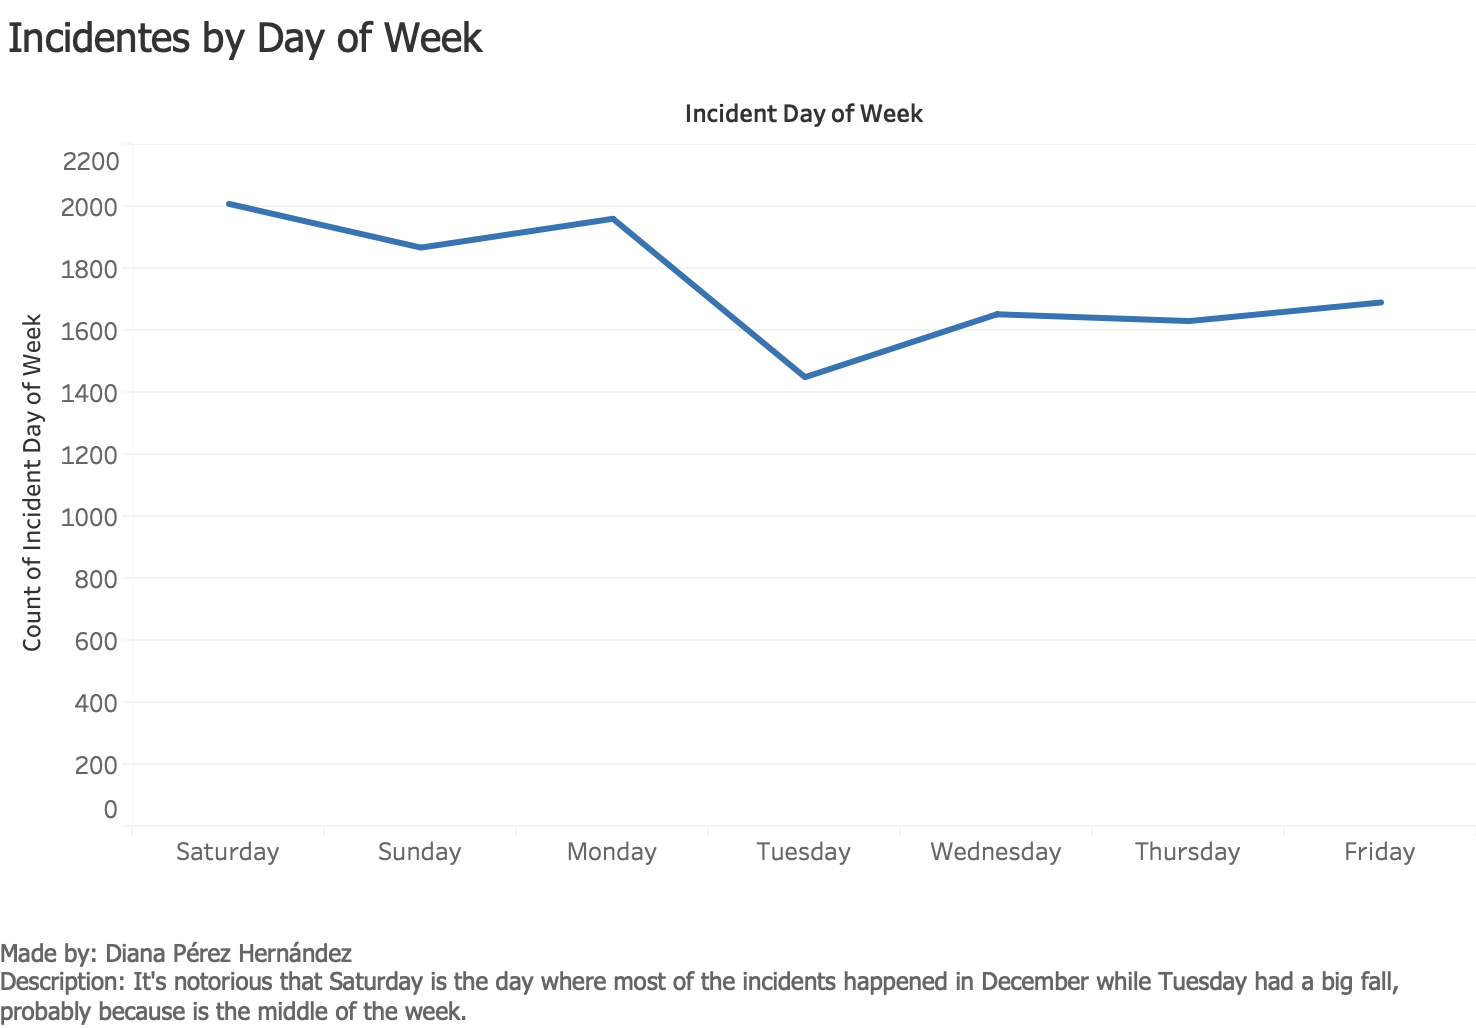 Incidentes by Day of Week
Incident Day of Week
Count of Incident Day of Week
2200
2000
1800
1600
1400
1200
1000
800
600
400
200
0
Saturday Sunday Monday Tuesday Wednesday Thursday Friday
Made by: Diana Pérez Hernández
Description: It's notorious that Saturday is the day where most of the incidents happened in December while Tuesday had a big fall,
probably because is the middle of the week.